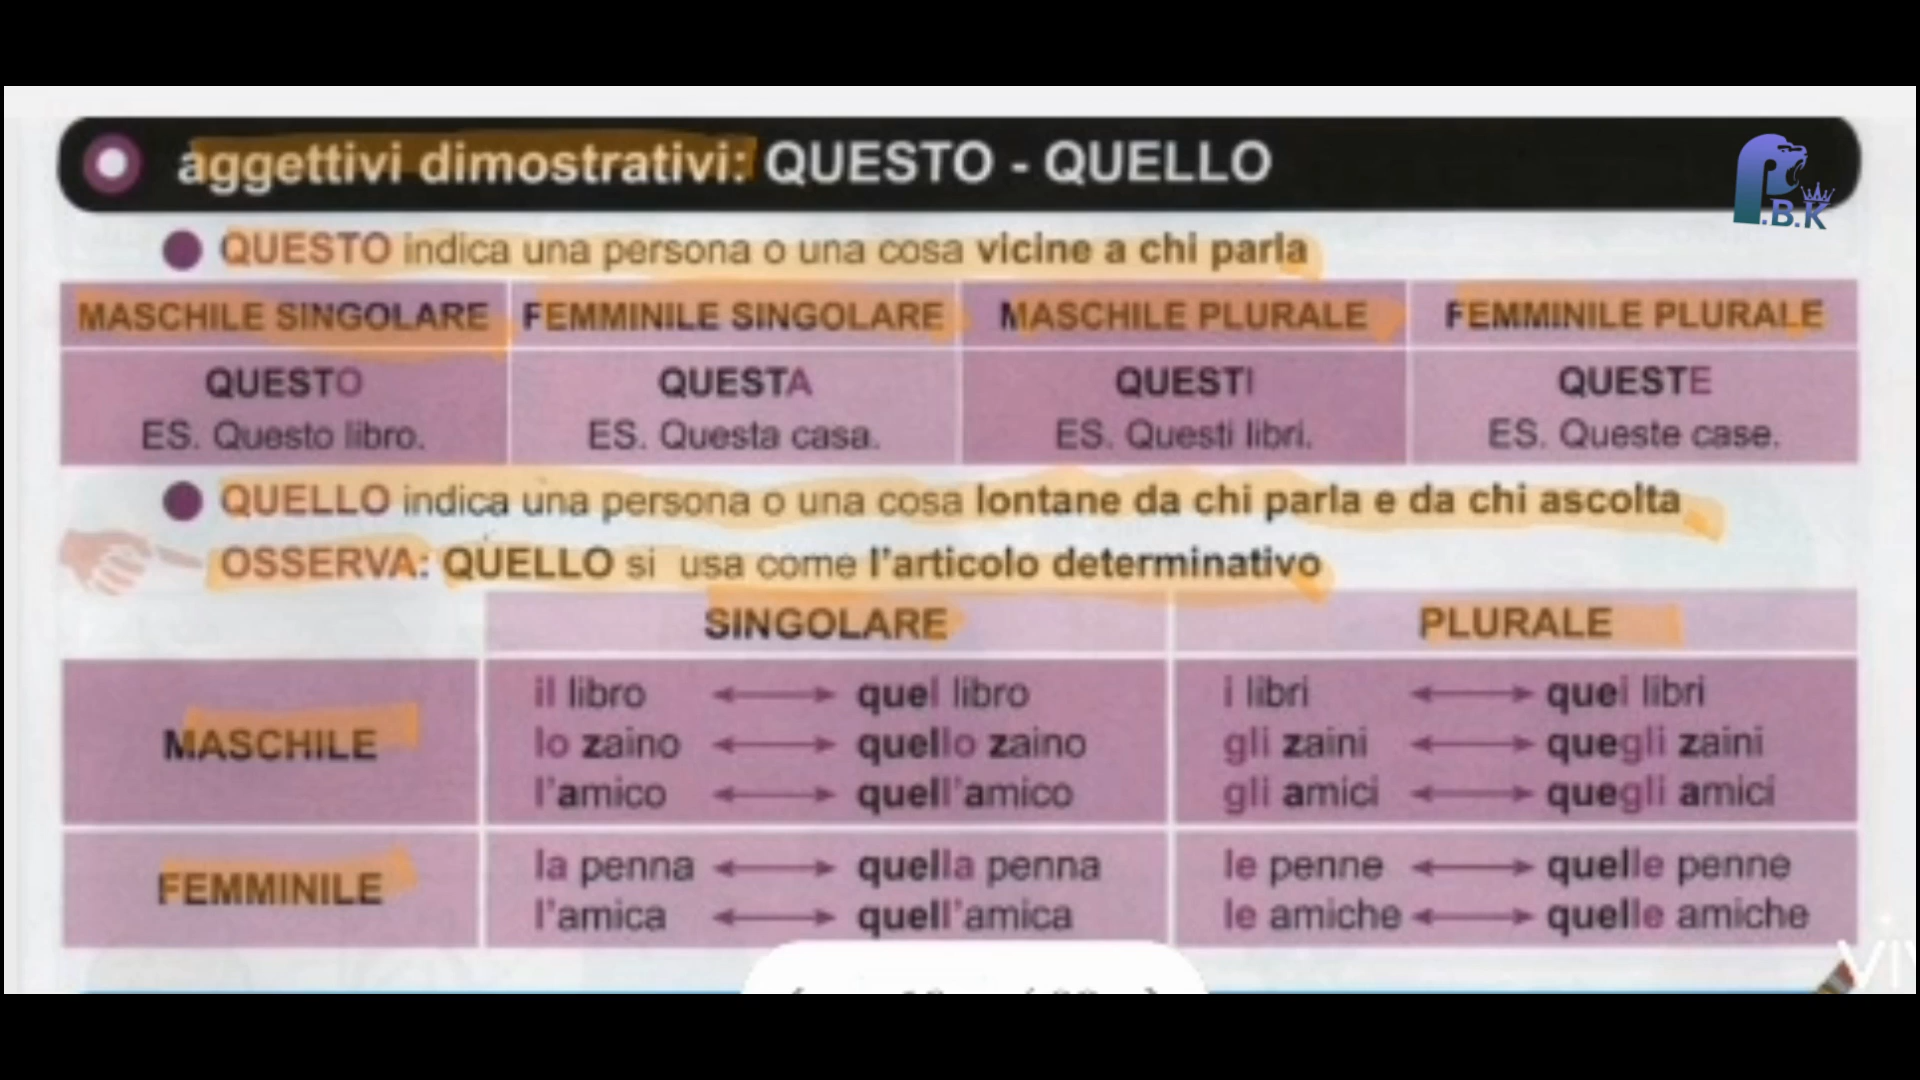 aggettivi dimostrativi: QUESTO - QUELLO
P.B.K
QUESTO indica una persona o una cosa vicine a chi parla
MASCHILE SINGOLARE FEMMINILE SINGOLARE MASCHILE PLURALE FEMMINILE PLURALE
QUESTO QUESTA QUESTI QUESTE
ES. Questo libro. ES. Questa casa. ES. Questi libri. ES. Queste case.
QUELLO indica una persona o una cosa lontane da chi parla e da chi ascolta
OSSERVA: QUELLO si usa come l'articolo determinativo
SINGOLARE PLURALE
MASCHILE
il libro quel libro i libri quei libri
lo zaino quello zaino gli zaini quegli zaini
l'amico quell'amico gli amici quegli amici
FEMMINILE
la penna quella penna le penne quelle penne
l'amica quell'amica le amiche quelle amiche